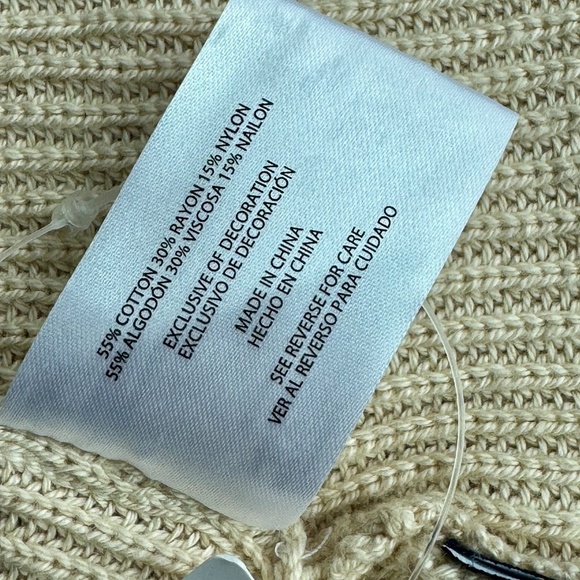 55% COTTON 30% RAYON 15% NYLON
55% ALGODON 30% VISCOSA 15% NAILON
EXCLUSIVE OF DECORATION
EXCLUSIVO DE DECORACIÓN
MADE IN CHINA
HECHO EN CHINA
SEE REVERSE FOR CARE
VER AL REVERSO PARA CUIDADO